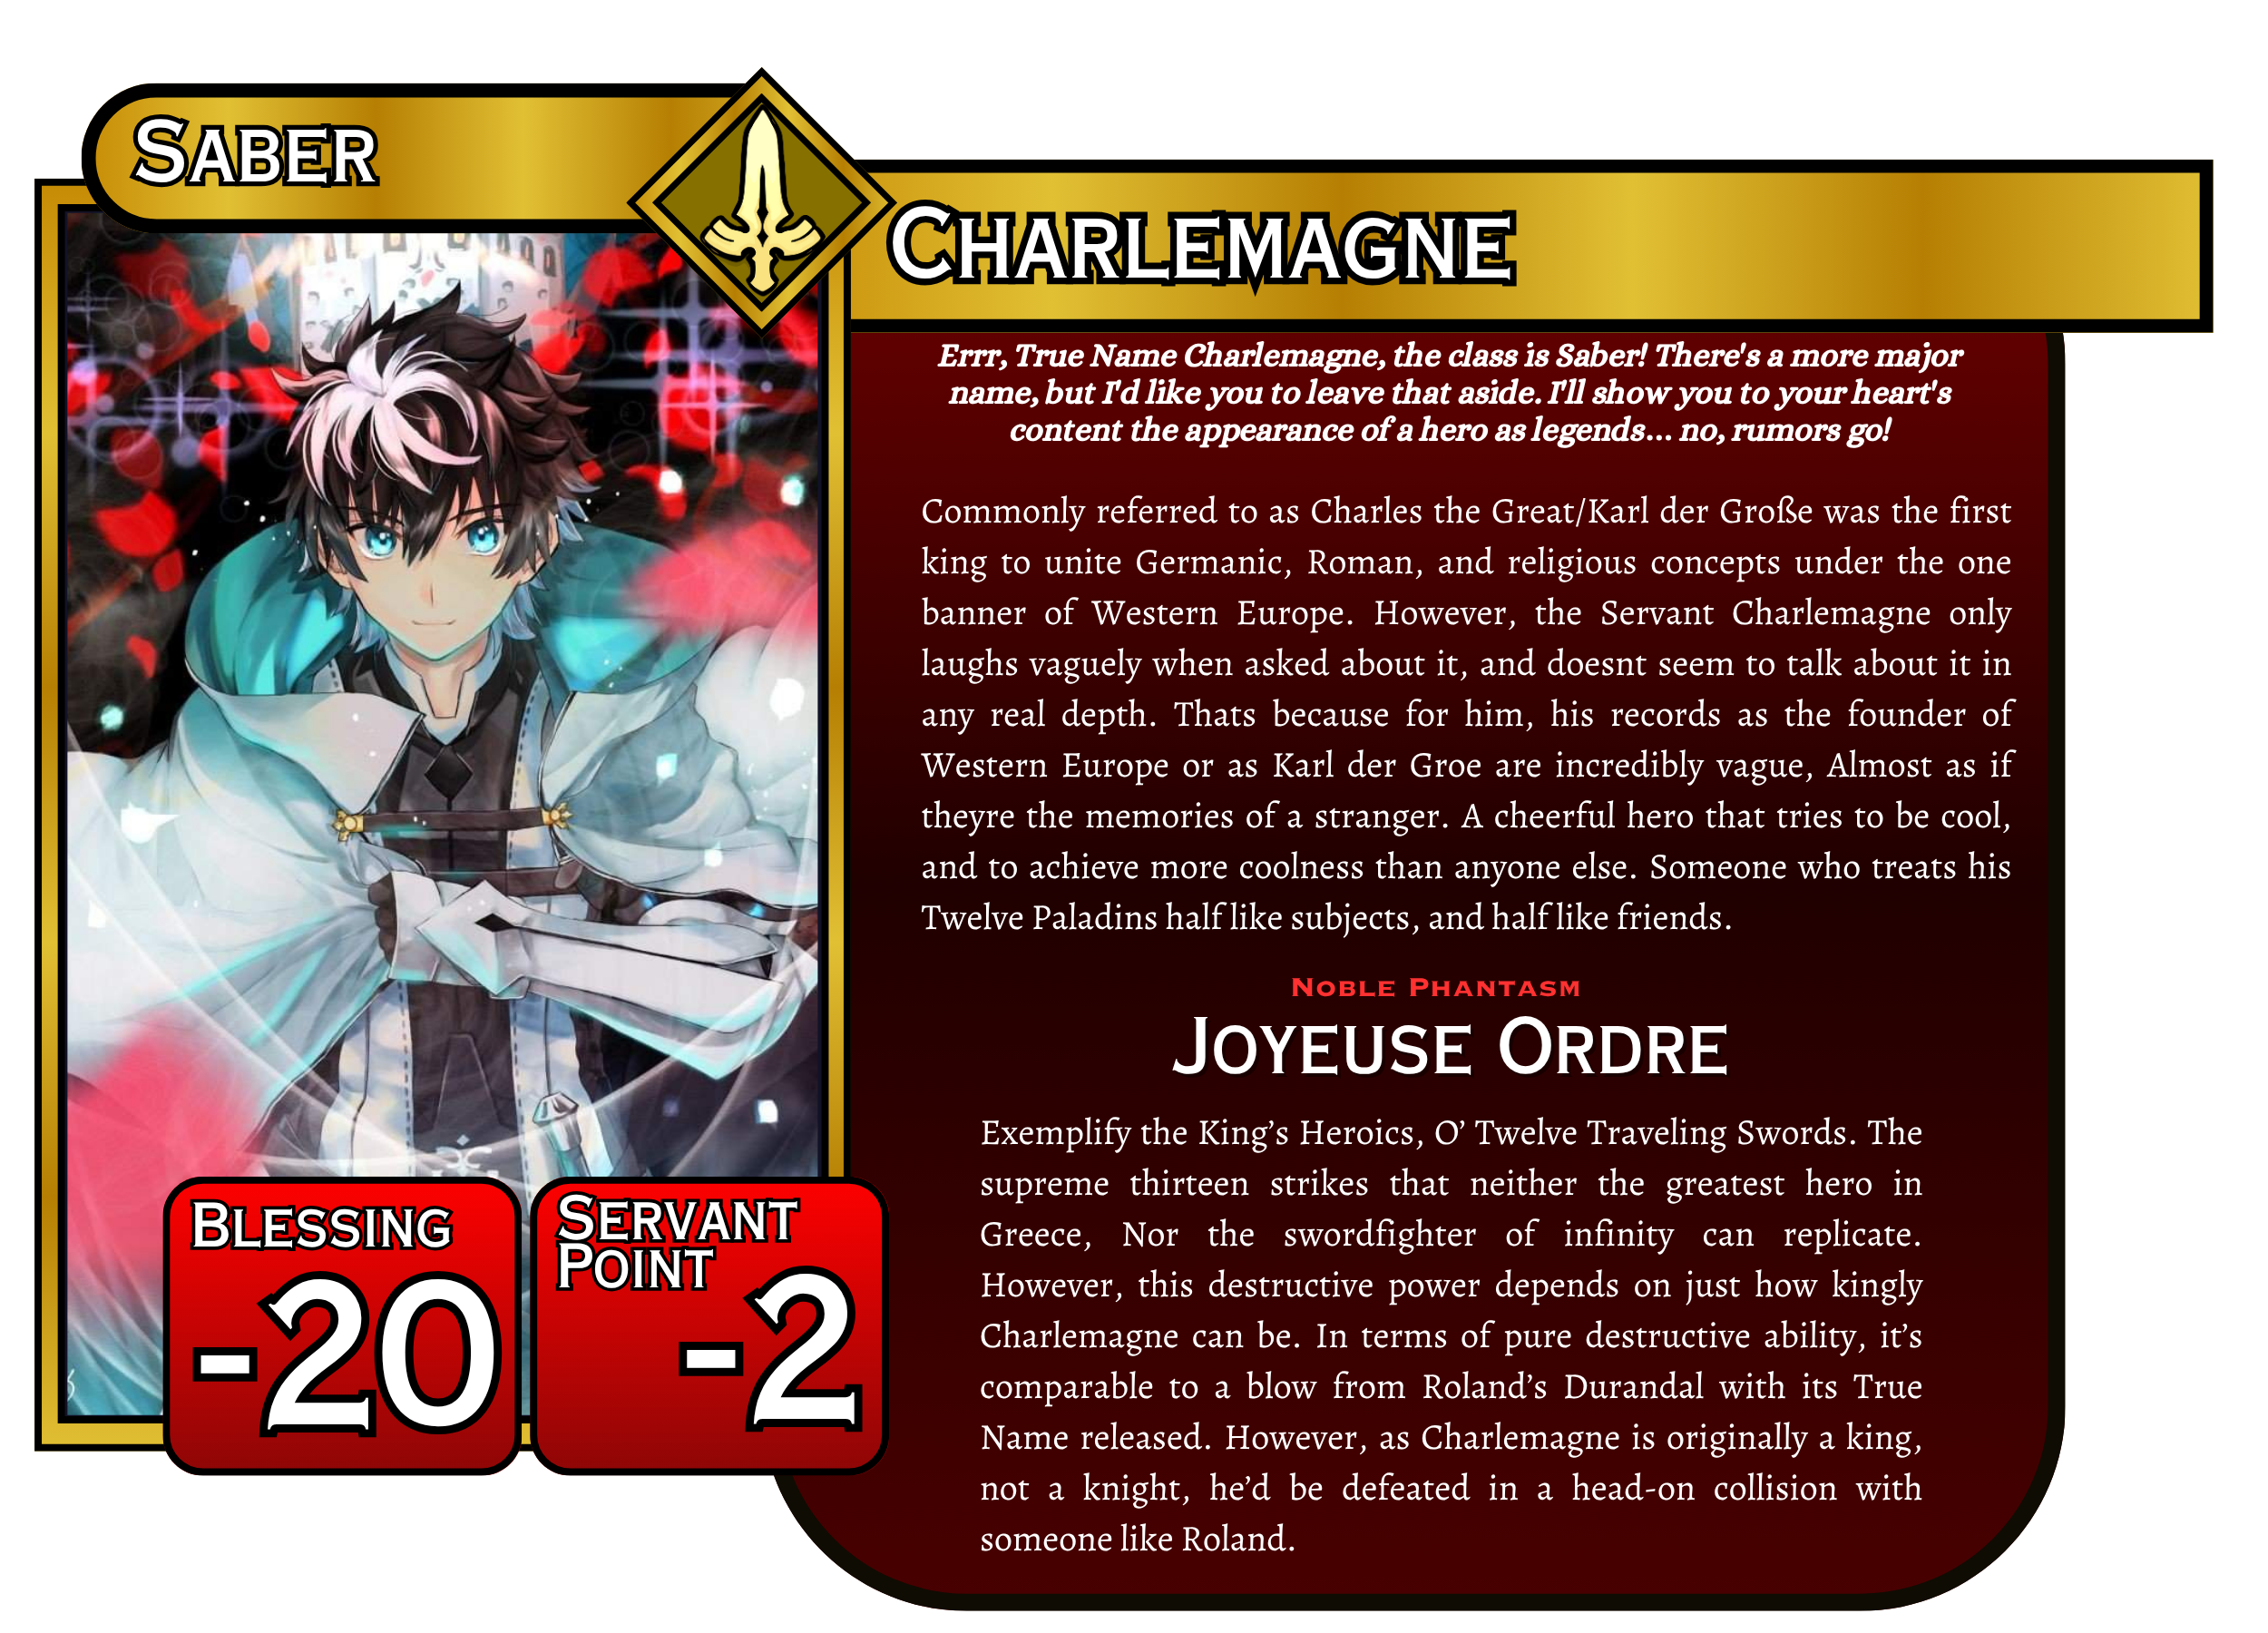 SABER
CHARLEMAGNE
Errr, True Name Charlemagne, the class is Saber! There's a more major
name, but I'd like you to leave that aside. I'll show you to your heart's
content the appearance of a hero as legends... no, rumors go!
Commonly referred to as Charles the Great/Karl der Große was the first
king to unite Germanic, Roman, and religious concepts under the one
banner of Western Europe. However, the Servant Charlemagne only
laughs vaguely when asked about it, and doesnt seem to talk about it in
any real depth. Thats because for him, his records as the founder of
Western Europe or as Karl der Groe are incredibly vague, Almost as if
theyre the memories of a stranger. A cheerful hero that tries to be cool,
and to achieve more coolness than anyone else. Someone who treats his
Twelve Paladins half like subjects, and half like friends.
NOBLE PHANTASM
JOYEUSE ORDRE
Exemplify the King’s Heroics, O’ Twelve Traveling Swords. The
supreme thirteen strikes that neither the greatest hero in
Greece, Nor the swordfighter of infinity can replicate.
However, this destructive power depends on just how kingly
Charlemagne can be. In terms of pure destructive ability, it’s
comparable to a blow from Roland’s Durandal with its True
Name released. However, as Charlemagne is originally a king,
not a knight, he’d be defeated in a head-on collision with
someone like Roland.
BLESSING
-20
SERVANT
POINT
-2